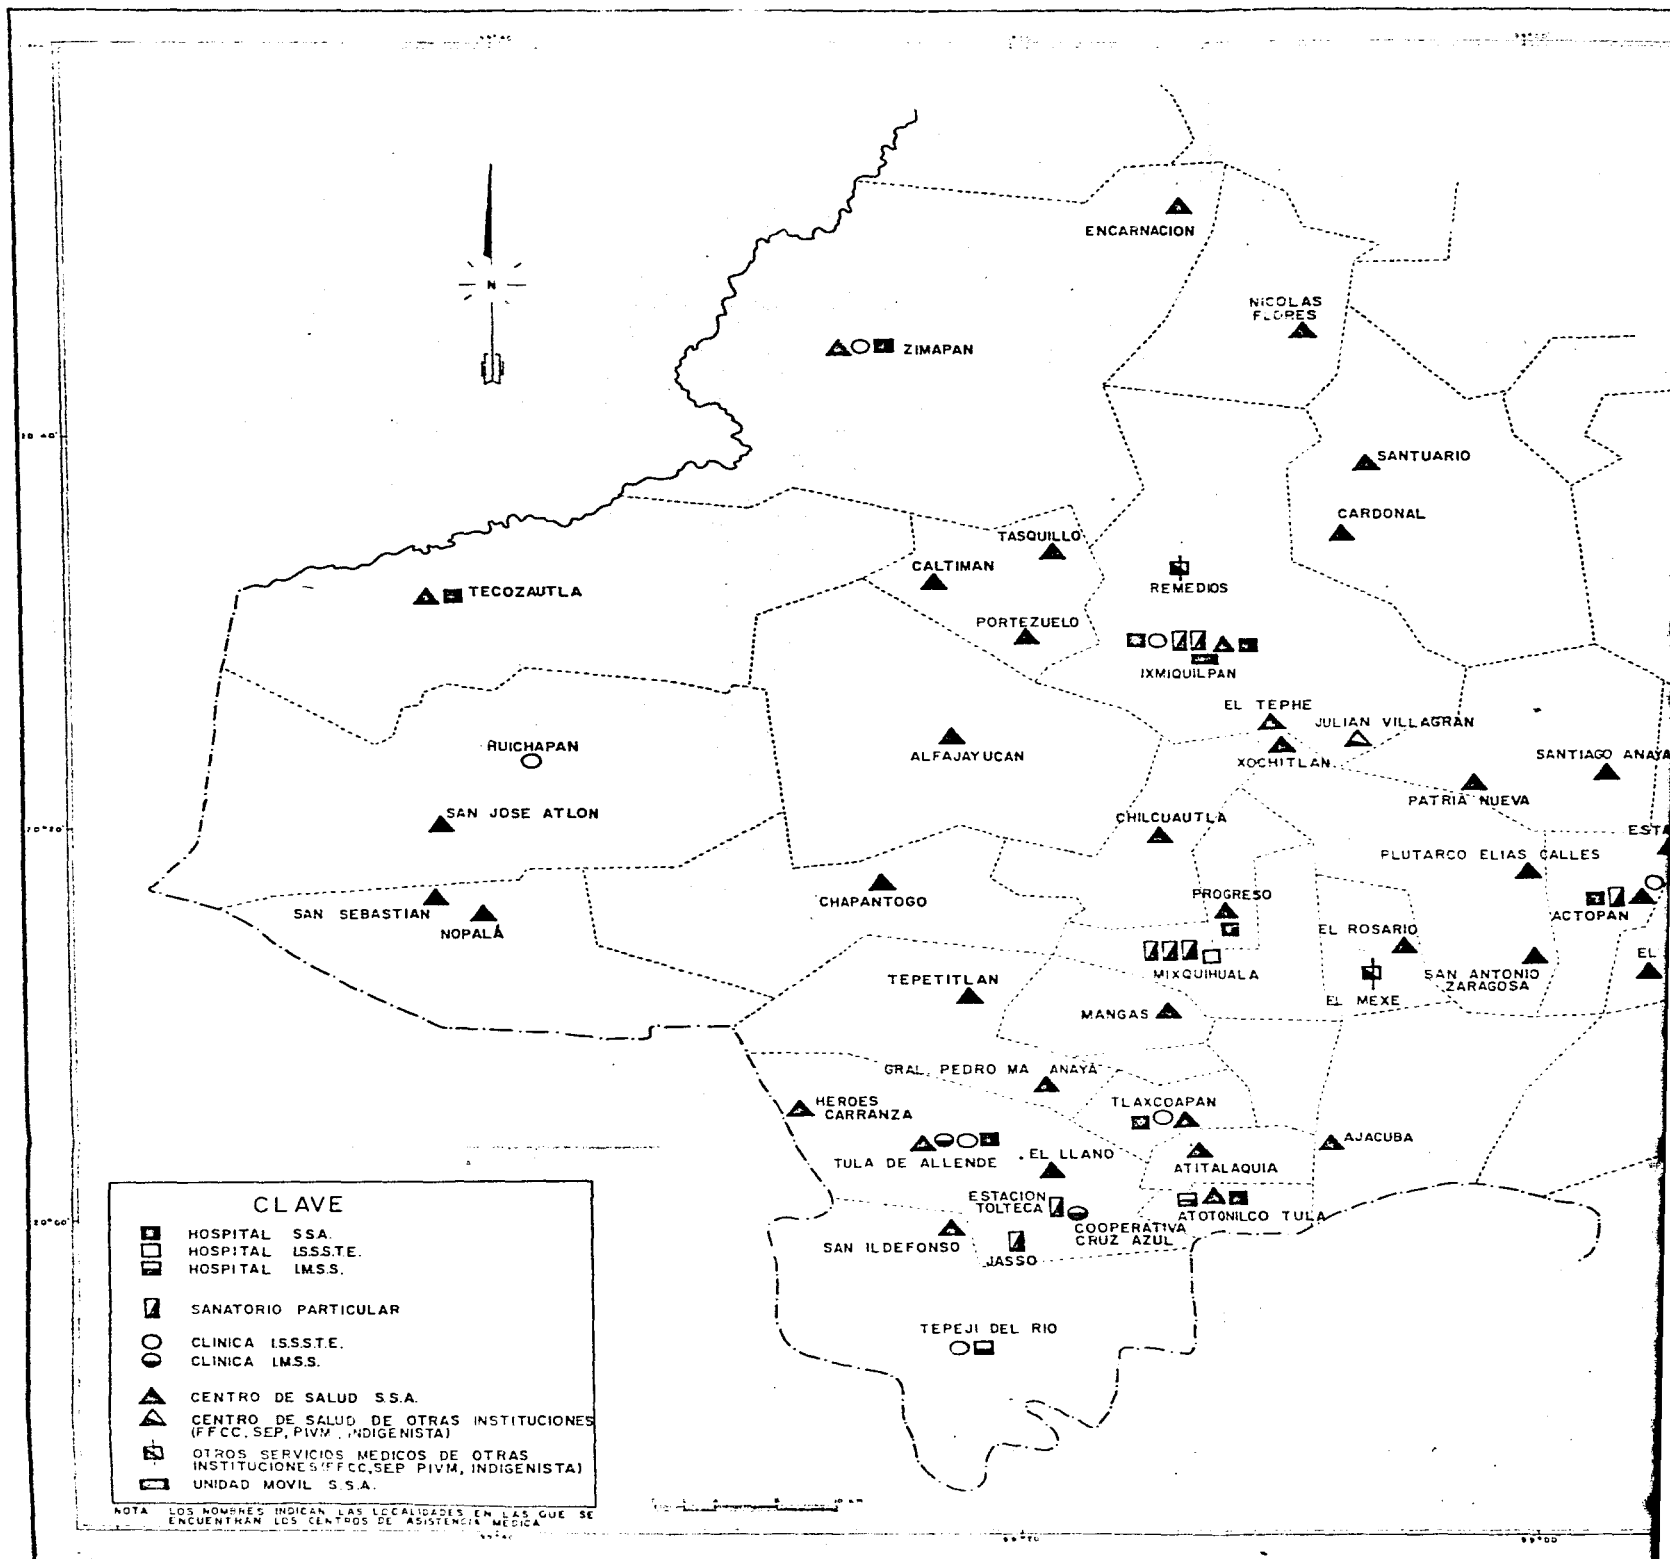 ENCARNACION
NICOLAS
FLORES
N
ZIMAPAN
SANTUARIO
CARDONAL
TASQUILLO
CALTIMAN
REMEDIOS
TECOZAUTLA
PORTEZUELO
IXMIQUILPAN
EL TEPHE
JULIAN VILLAGRAN
HUICHAPAN
ALFAJAYUCAN
XOCHITLAN
SANTIAGO ANAYA
PATRIA NUEVA
SAN JOSE ATLON
CHILCUAUTLA
ESTA
PLUTARCO ELIAS CALLES
CHAPANTOGO
PROGRESO
SAN SEBASTIAN
NOPALA
ACTOPAN
EL ROSARIO
EL
MIXQUIHUALA
TEPETITLAN
SAN ANTONIO
ZARAGOSA
EL MEXE
MANGAS
GRAL. PEDRO MA ANAYA
HEROES
CARRANZA
TLAXCOAPAN
AJACUBA
TULA DE ALLENDE
EL LLANO
ATITALAQUIA
ESTACION
TOLTECA
ATOTONILCO TULA
COOPERATIVA
CRUZ AZUL
SAN ILDEFONSO
JASSO
TEPEJI DEL RIO
CLAVE
HOSPITAL S.S.A.
HOSPITAL I.S.S.S.T.E.
HOSPITAL I.M.S.S.
SANATORIO PARTICULAR
CLINICA I.S.S.S.T.E.
CLINICA I.M.S.S.
CENTRO DE SALUD S.S.A.
CENTRO DE SALUD DE OTRAS INSTITUCIONES
(FFCC, SEP, PIVM, INDIGENISTA)
OTROS SERVICIOS MEDICOS DE OTRAS
INSTITUCIONES (FFCC, SEP PIVM, INDIGENISTA)
UNIDAD MOVIL S.S.A.
NOTA LOS NOMBRES INDICAN LAS LOCALIDADES EN LAS QUE SE
ENCUENTRAN LOS CENTROS DE ASISTENCIA MEDICA